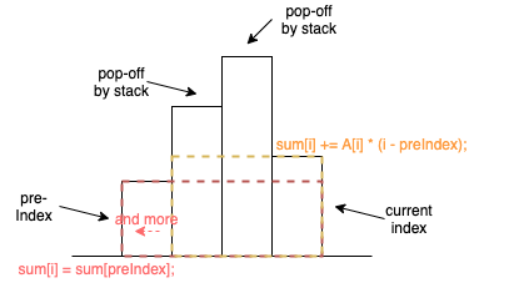 pop-off
by stack
pop-off
by stack
sum[i] += A[i] * (i - preIndex);
pre-
Index
and more
current
index
sum[i] = sum[preIndex];